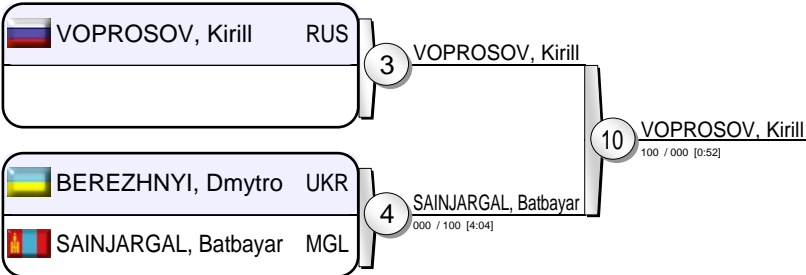 VOPROSOV, Kirill RUS
3
VOPROSOV, Kirill
10
VOPROSOV, Kirill
100 / 000 [0:52]
BEREZHNYI, Dmytro UKR
4
SAINJARGAL, Batbayar
000 / 100 [4:04]
SAINJARGAL, Batbayar MGL